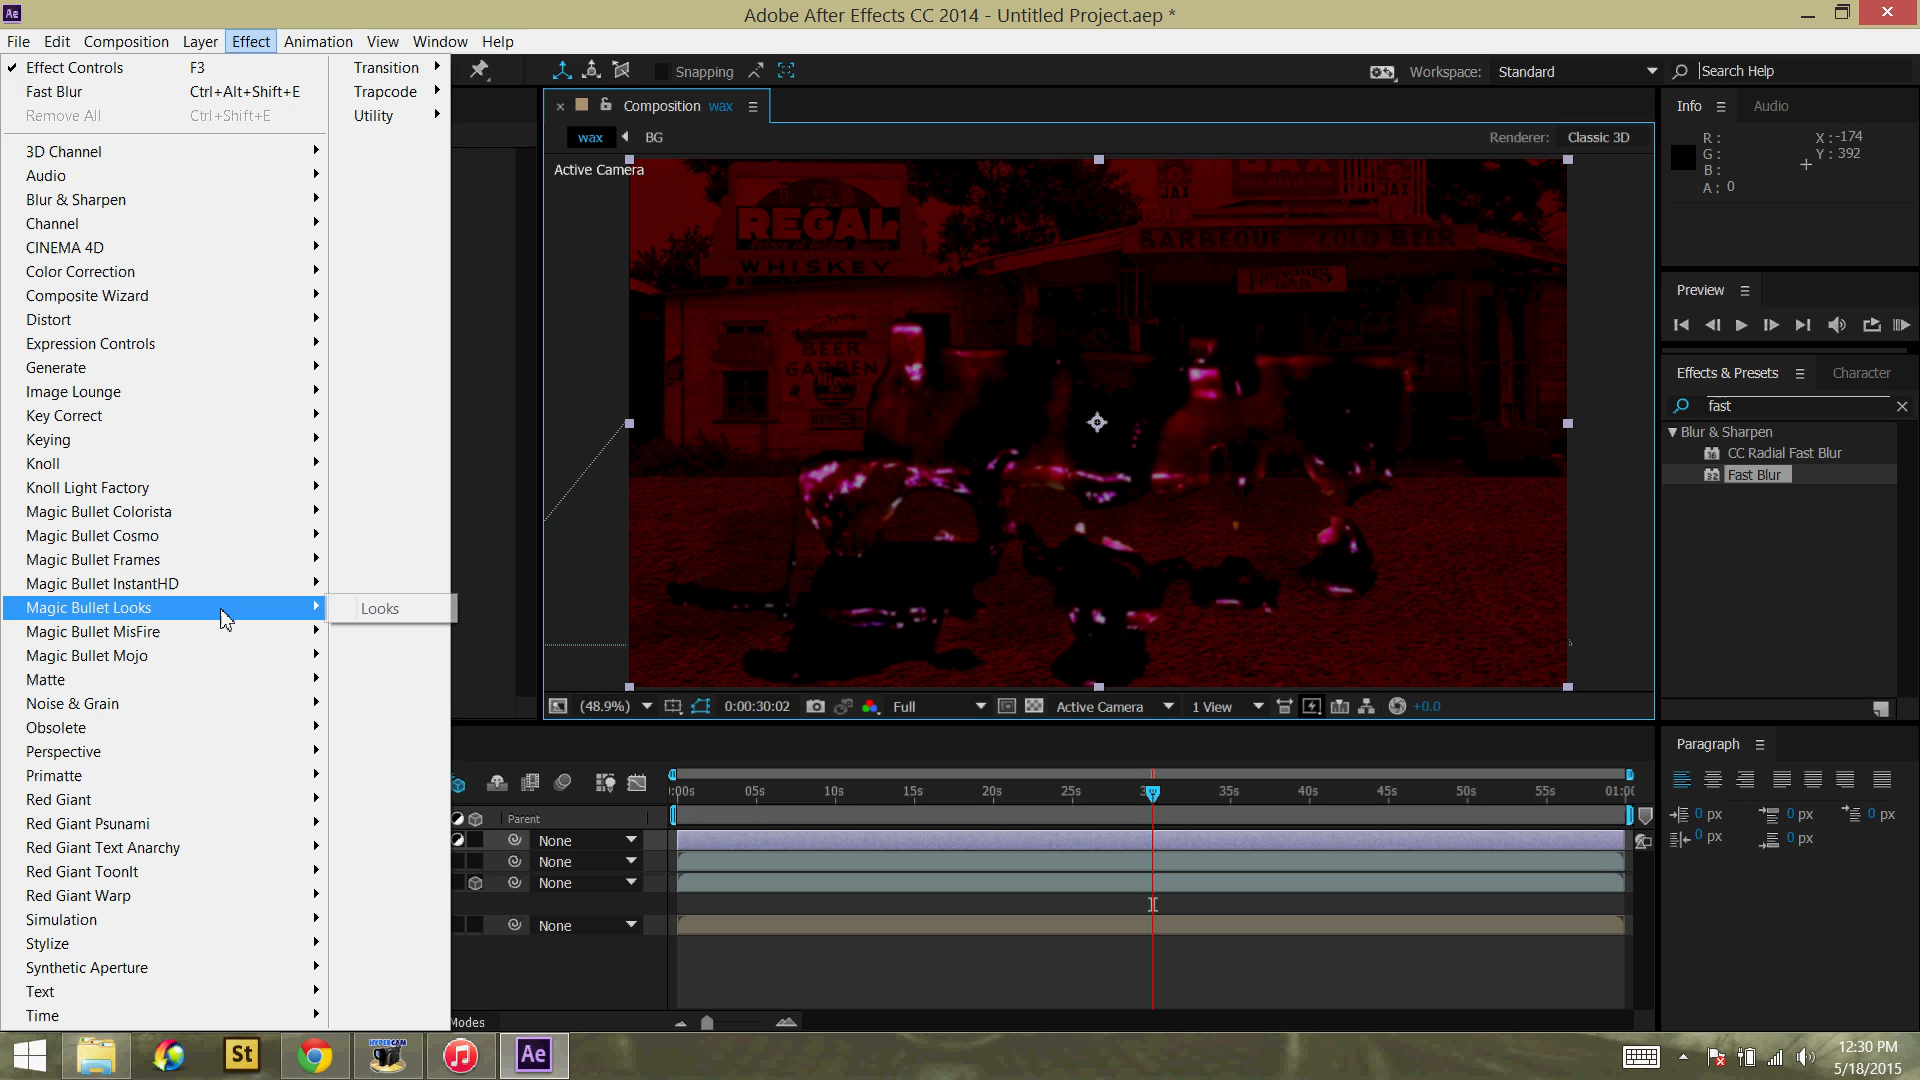 Ae
Adobe After Effects CC 2014 - Untitled Project.aep *
File Edit Composition Layer Effect Animation View Window Help
Effect Controls F3
Fast Blur Ctrl+Alt+Shift+E
Remove All Ctrl+Shift+E
3D Channel
Audio
Blur & Sharpen
Channel
CINEMA 4D
Color Correction
Composite Wizard
Distort
Expression Controls
Generate
Image Lounge
Key Correct
Keying
Knoll
Knoll Light Factory
Magic Bullet Colorista
Magic Bullet Cosmo
Magic Bullet Frames
Magic Bullet InstantHD
Magic Bullet Looks
Magic Bullet MisFire
Magic Bullet Mojo
Matte
Noise & Grain
Obsolete
Perspective
Primatte
Red Giant
Red Giant Psunami
Red Giant Text Anarchy
Red Giant ToonIt
Red Giant Warp
Simulation
Stylize
Synthetic Aperture
Text
Time
Transition
Trapcode
Utility
Looks
Snapping
Workspace: Standard
Search Help
Composition wax
wax BG
Renderer: Classic 3D
Active Camera
REGAL
WHISKEY
JAX
JAX
BARBEQUE COLD BEER
BEER
GARDEN
(48.9%) 0:00:30:02 Full Active Camera 1 View +0.0
Info Audio
R :
G :
B :
A : 0
X : -174
Y : 392
Preview
Effects & Presets Character
fast
Blur & Sharpen
CC Radial Fast Blur
Fast Blur
Paragraph
0 px 0 px 0 px
0 px 0 px
:00s 05s 10s 15s 20s 25s 35s 40s 45s 50s 55s 01:0
Parent
None
None
None
None
Modes
St
HYPERCAM
Ae
12:30 PM
5/18/2015